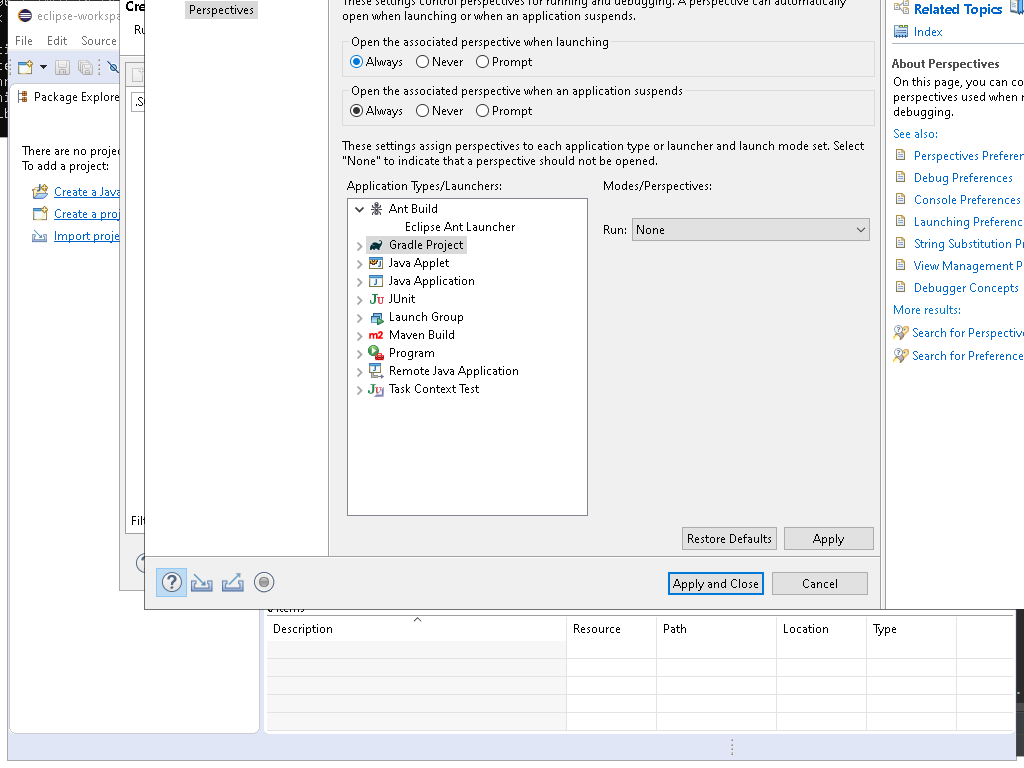 eclipse-workspa
File Edit Source
Package Explore
There are no projec
To add a project:
Create a Java
Create a proj
Import proje
Cre
Ru
Perspectives
These settings control perspectives for running and debugging. A perspective can automatically
open when launching or when an application suspends.
Open the associated perspective when launching
Always Never Prompt
Open the associated perspective when an application suspends
Always Never Prompt
These settings assign perspectives to each application type or launcher and launch mode set. Select
"None" to indicate that a perspective should not be opened.
Application Types/Launchers:
Modes/Perspectives:
Ant Build
Eclipse Ant Launcher
Gradle Project
Java Applet
Java Application
JUnit
Launch Group
Maven Build
Program
Remote Java Application
Task Context Test
Run: None
Restore Defaults Apply
Apply and Close Cancel
Related Topics
Index
About Perspectives
On this page, you can co
perspectives used when r
debugging.
See also:
Perspectives Preferen
Debug Preferences
Console Preferences
Launching Preferenc
String Substitution Pr
View Management P
Debugger Concepts
More results:
Search for Perspective
Search for Preference
Filt
items
Description Resource Path Location Type